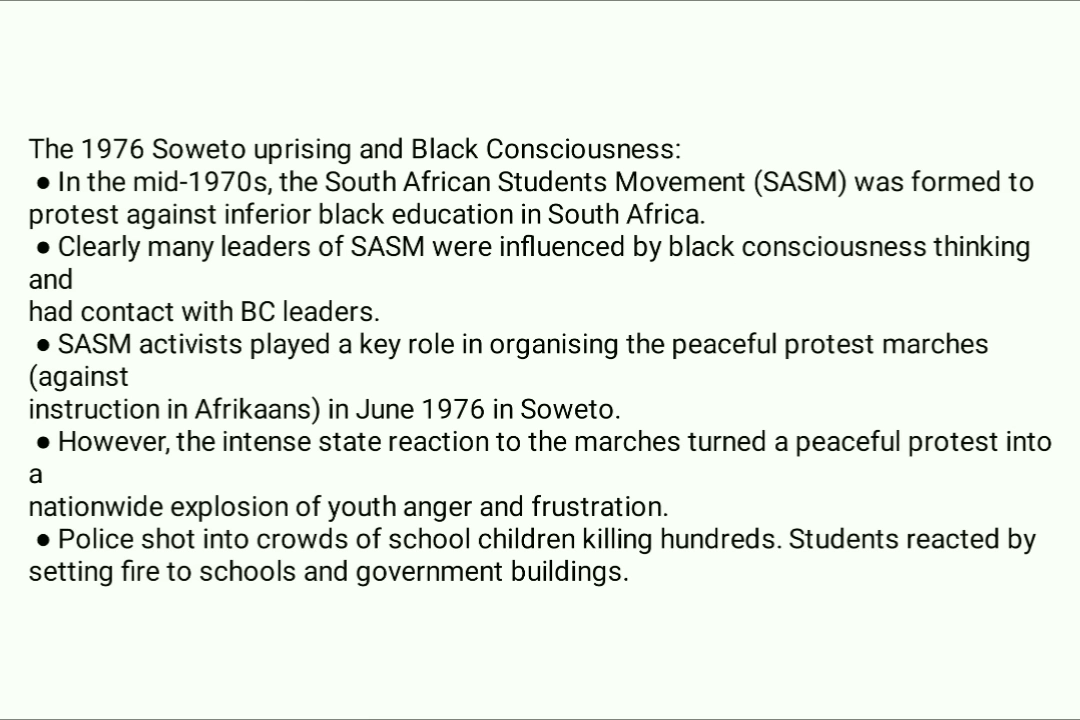 The 1976 Soweto uprising and Black Consciousness:
● In the mid-1970s, the South African Students Movement (SASM) was formed to
protest against inferior black education in South Africa.
● Clearly many leaders of SASM were influenced by black consciousness thinking
and
had contact with BC leaders.
● SASM activists played a key role in organising the peaceful protest marches
(against
instruction in Afrikaans) in June 1976 in Soweto.
● However, the intense state reaction to the marches turned a peaceful protest into
a
nationwide explosion of youth anger and frustration.
● Police shot into crowds of school children killing hundreds. Students reacted by
setting fire to schools and government buildings.